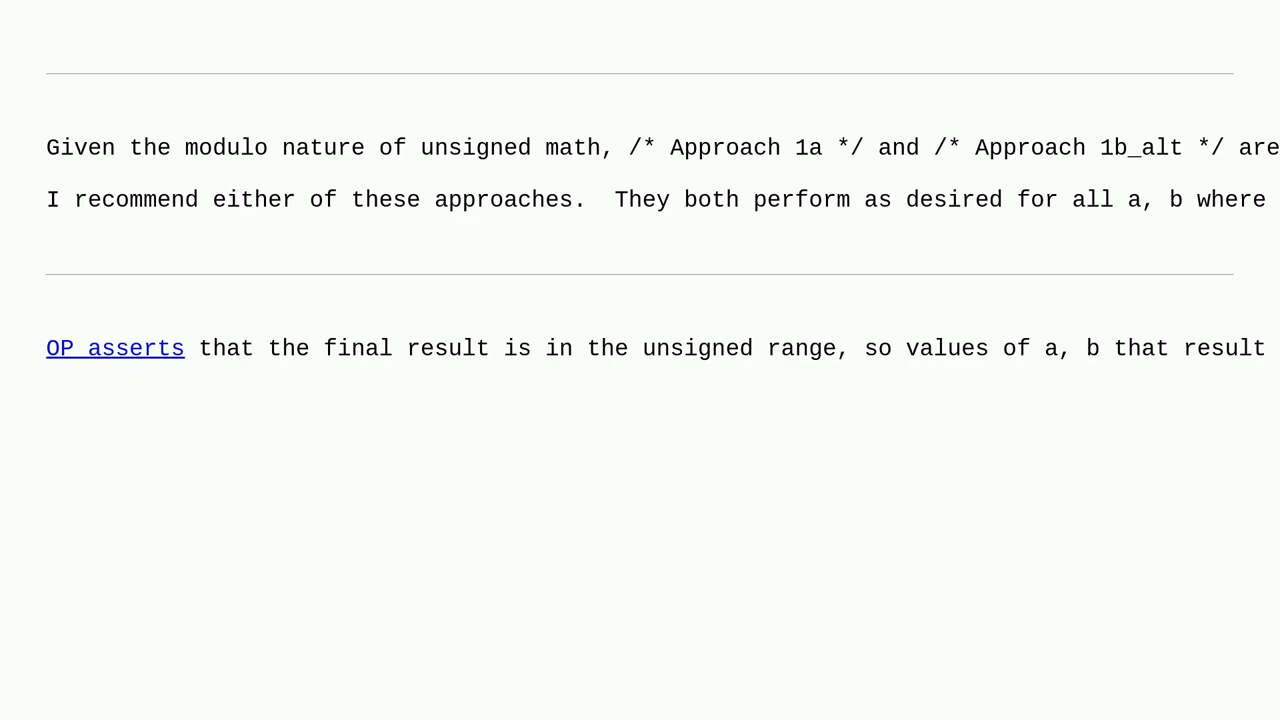 Given the modulo nature of unsigned math, /* Approach 1a */ and /* Approach 1b_alt */ are
I recommend either of these approaches.  They both perform as desired for all a, b where
OP asserts that the final result is in the unsigned range, so values of a, b that result